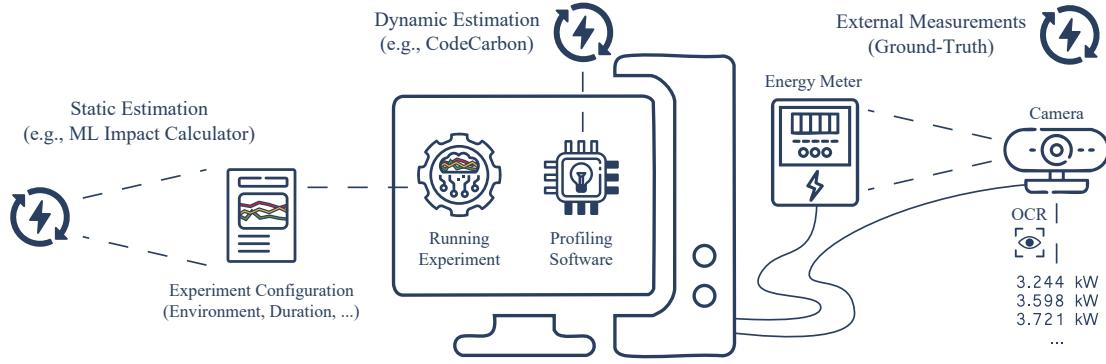 Dynamic Estimation
(e.g., CodeCarbon)
External Measurements
(Ground-Truth)
Energy Meter
Static Estimation
(e.g., ML Impact Calculator)
Camera
OCR
Running
Experiment
Profiling
Software
Experiment Configuration
(Environment, Duration, ...)
3.244 kW
3.598 kW
3.721 kW
...